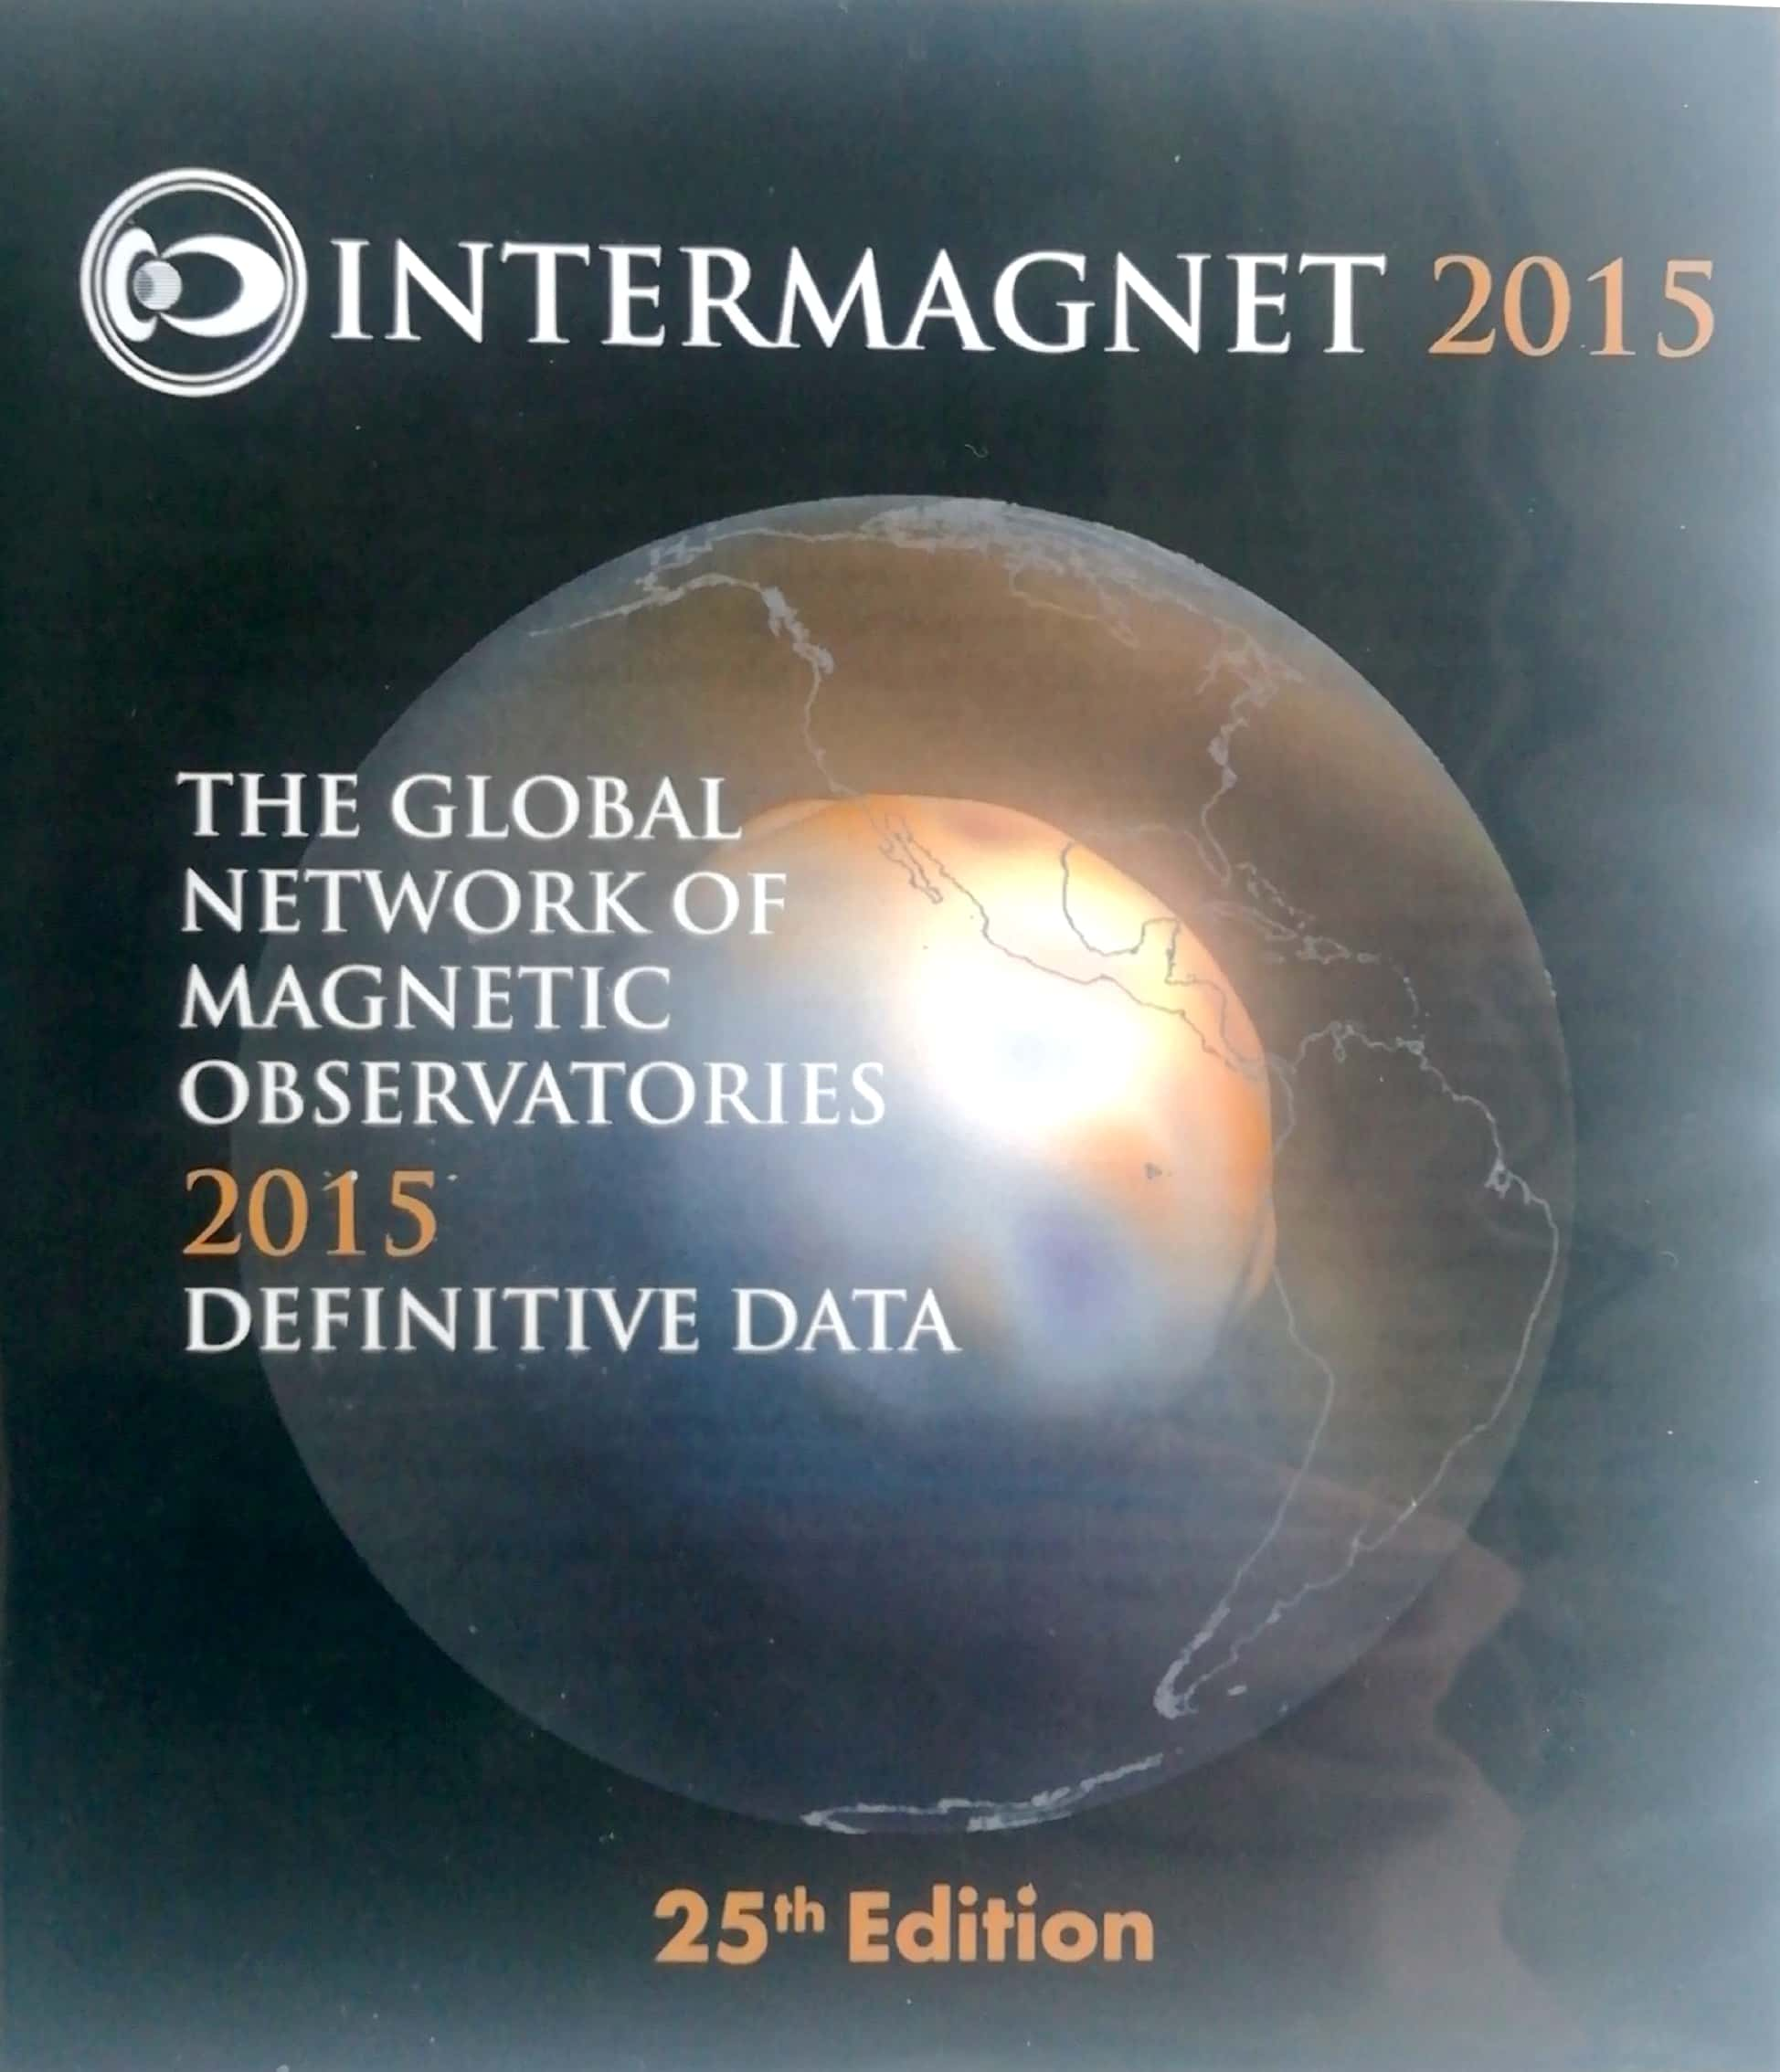 INTERMAGNET 2015
THE GLOBAL
NETWORK OF
MAGNETIC
OBSERVATORIES
2015
DEFINITIVE DATA
25th Edition